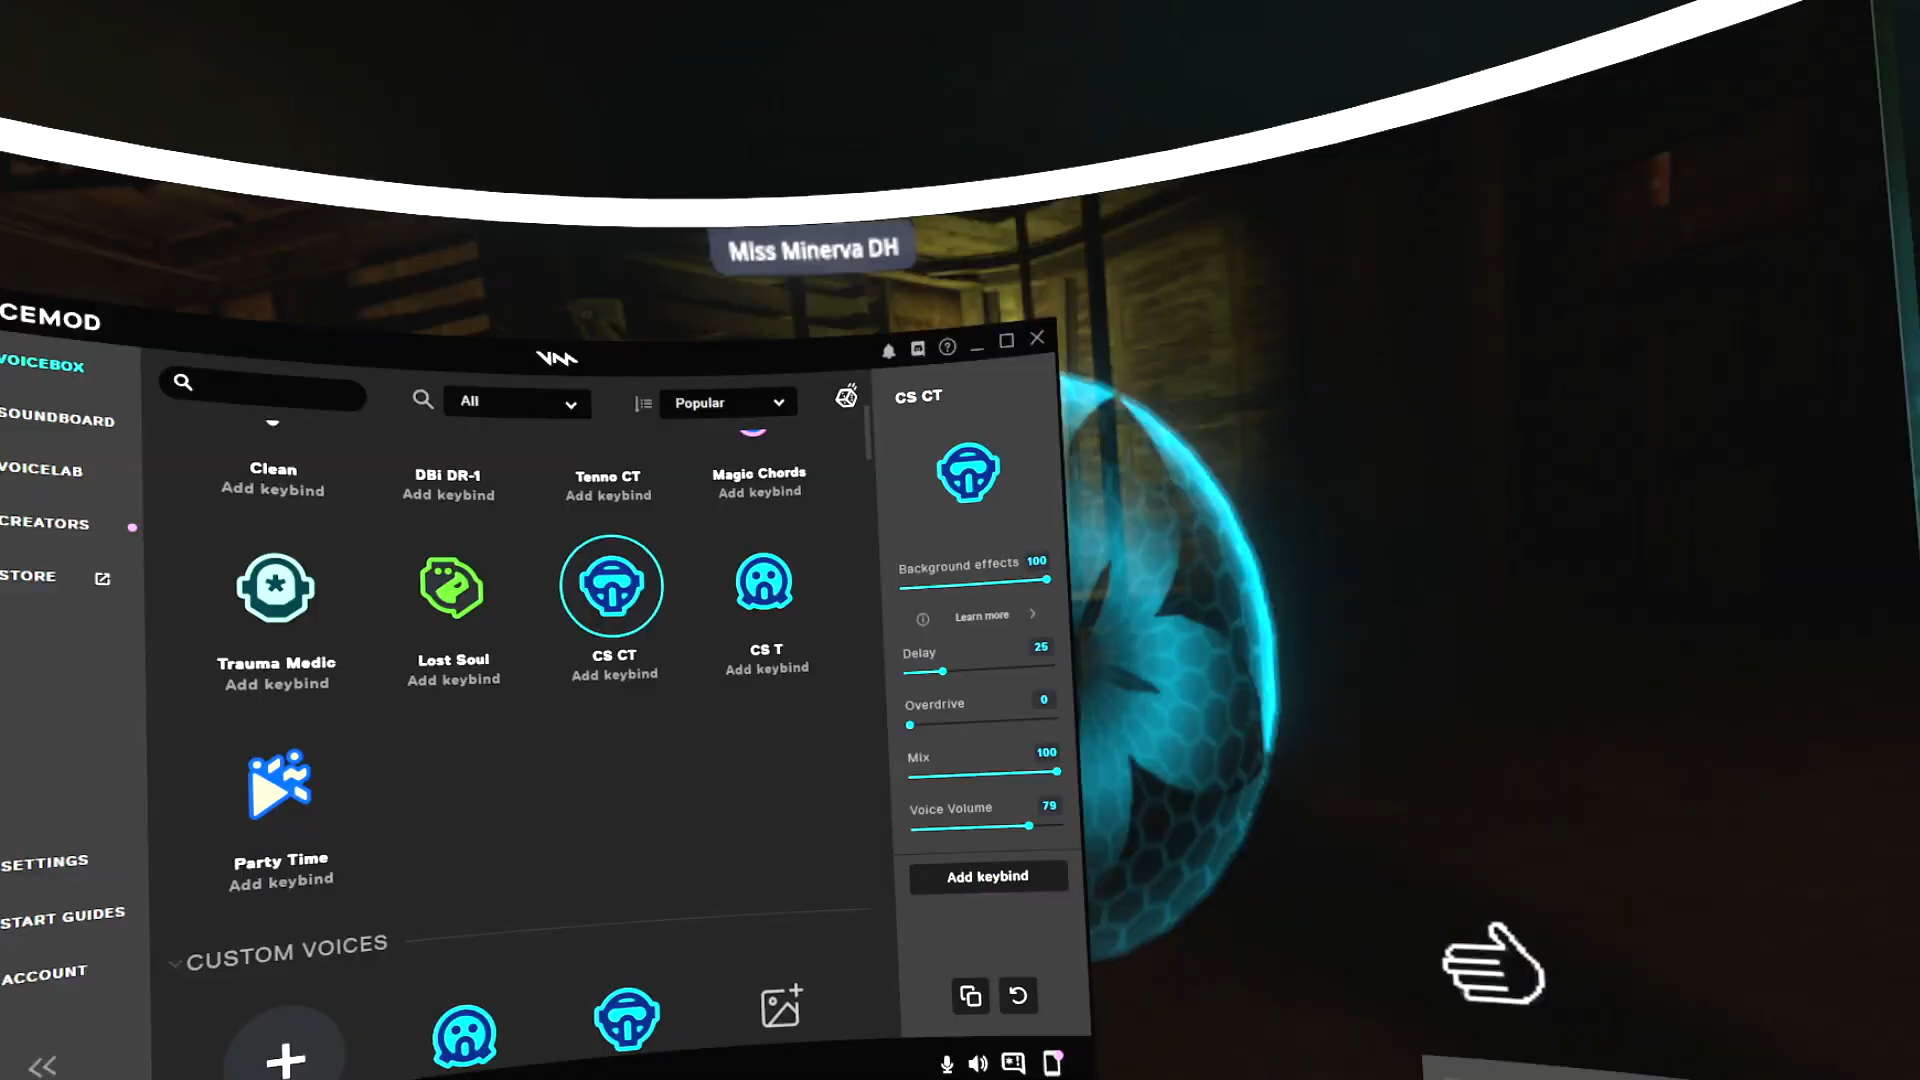 Miss Minerva DH
CEMOD
VOICEBOX
SOUNDBOARD
VOICELAB
CREATORS
STORE
SETTINGS
START GUIDES
ACCOUNT
All
Popular
Clean
Add keybind
DBi DR-1
Add keybind
Tenno CT
Add keybind
Magic Chords
Add keybind
Trauma Medic
Add keybind
Lost Soul
Add keybind
CS CT
Add keybind
CS T
Add keybind
Party Time
Add keybind
CUSTOM VOICES
CS CT
Background effects 100
Learn more
Delay 25
Overdrive 0
Mix 100
Voice Volume 79
Add keybind